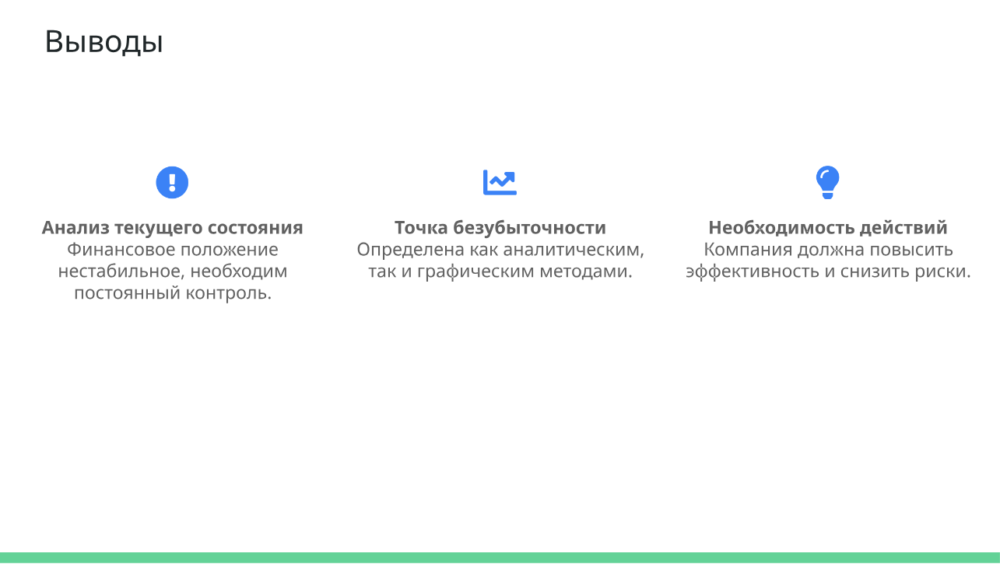 Выводы
Анализ текущего состояния
Финансовое положение
нестабильное, необходим
постоянный контроль.
Точка безубыточности
Определена как аналитическим,
так и графическим методами.
Необходимость действий
Компания должна повысить
эффективность и снизить риски.